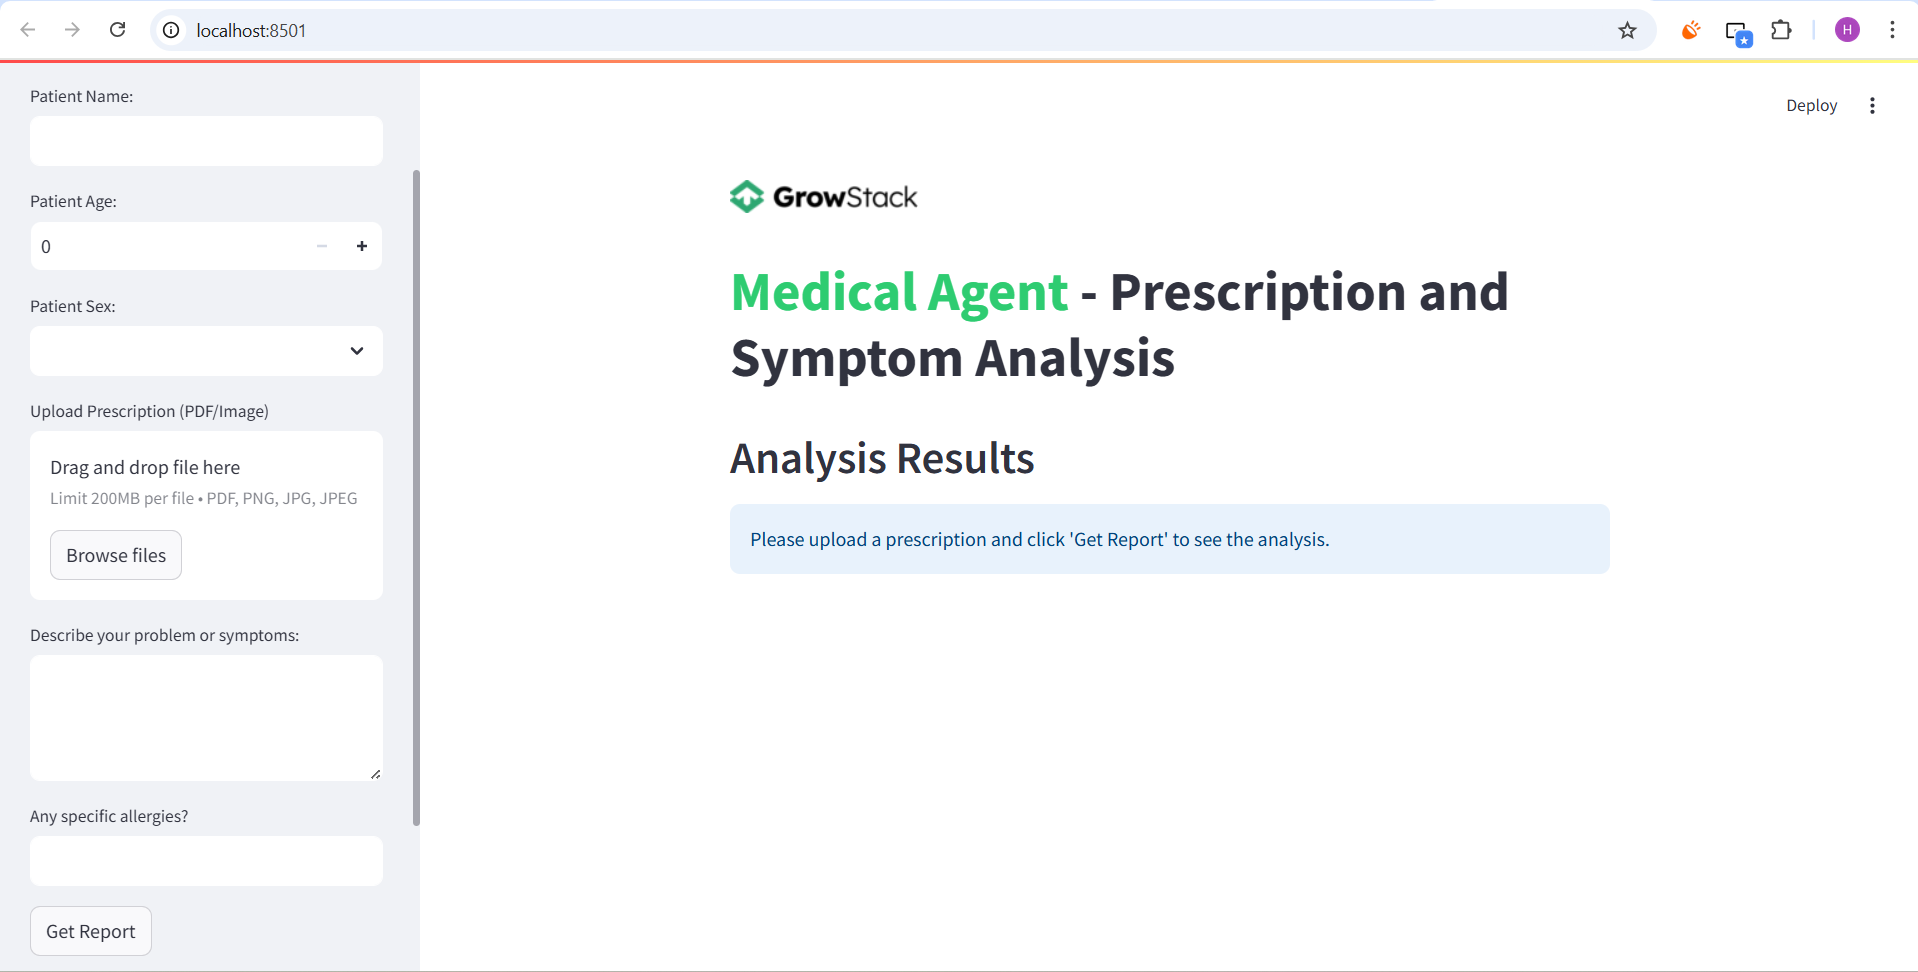 localhost:8501
H
Patient Name:
Patient Age:
0
Patient Sex:
Upload Prescription (PDF/Image)
Drag and drop file here
Limit 200MB per file • PDF, PNG, JPG, JPEG
Browse files
Describe your problem or symptoms:
Any specific allergies?
Get Report
Deploy
GrowStack
Medical Agent - Prescription and
Symptom Analysis
Analysis Results
Please upload a prescription and click 'Get Report' to see the analysis.